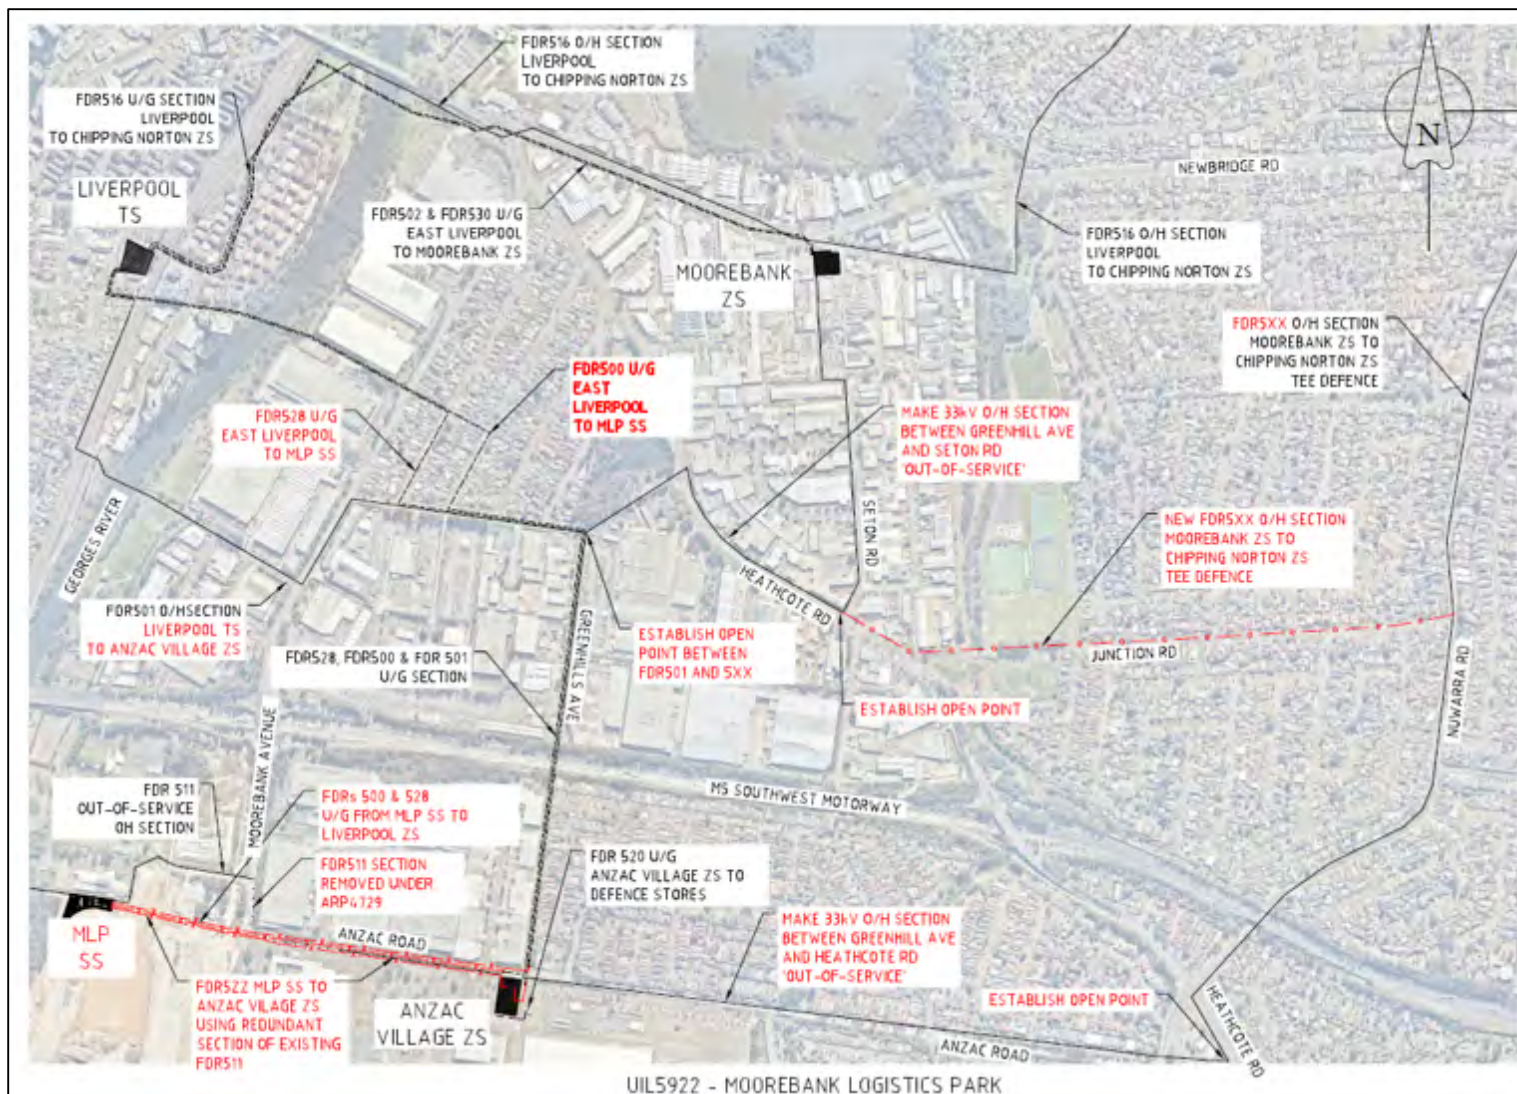 FDR516 O/H SECTION
LIVERPOOL
TO CHIPPING NORTON ZS
FDR516 U/G SECTION
LIVERPOOL
TO CHIPPING NORTON ZS
LIVERPOOL
TS
FDR502 & FDR530 U/G
EAST LIVERPOOL
TO MOOREBANK ZS
MOOREBANK
ZS
N
NEWBRIDGE RD
FDR516 O/H SECTION
LIVERPOOL
TO CHIPPING NORTON ZS
FDR5XX O/H SECTION
MOOREBANK ZS TO
CHIPPING NORTON ZS
TEE DEFENCE
FDR500 U/G
EAST
LIVERPOOL
TO MLP SS
FDR528 U/G
EAST LIVERPOOL
TO MLP SS
MAKE 33kV O/H SECTION
BETWEEN GREENHILL AVE
AND SETON RD
'OUT-OF-SERVICE'
SETON RD
GEORGES RIVER
HEATHCOTE RD
NEW FDR5XX O/H SECTION
MOOREBANK ZS TO
CHIPPING NORTON ZS
TEE DEFENCE
FDR501 O/HSECTION
LIVERPOOL TS
TO ANZAC VILLAGE ZS
GREENHILLS AVE
ESTABLISH OPEN
POINT BETWEEN
FDR501 AND 5XX
FDR528, FDR500 & FDR 501
U/G SECTION
JUNCTION RD
NUWARRA RD
ESTABLISH OPEN POINT
MOOREBANK AVENUE
M5 SOUTHWEST MOTORWAY
FDR 511
OUT-OF-SERVICE
OH SECTION
FDRs 500 & 528
U/G FROM MLP SS TO
LIVERPOOL ZS
FDR511 SECTION
REMOVED UNDER
ARP4729
FDR 520 U/G
ANZAC VILLAGE ZS TO
DEFENCE STORES
MLP
SS
ANZAC ROAD
MAKE 33kV O/H SECTION
BETWEEN GREENHILL AVE
AND HEATHCOTE RD
'OUT-OF-SERVICE'
FDR522 MLP SS TO
ANZAC VILAGE ZS
USING REDUNDANT
SECTION OF EXISTING
FDR511
ANZAC
VILLAGE ZS
ESTABLISH OPEN POINT
HEATHCOTE RD
ANZAC ROAD
UIL5922 - MOOREBANK LOGISTICS PARK